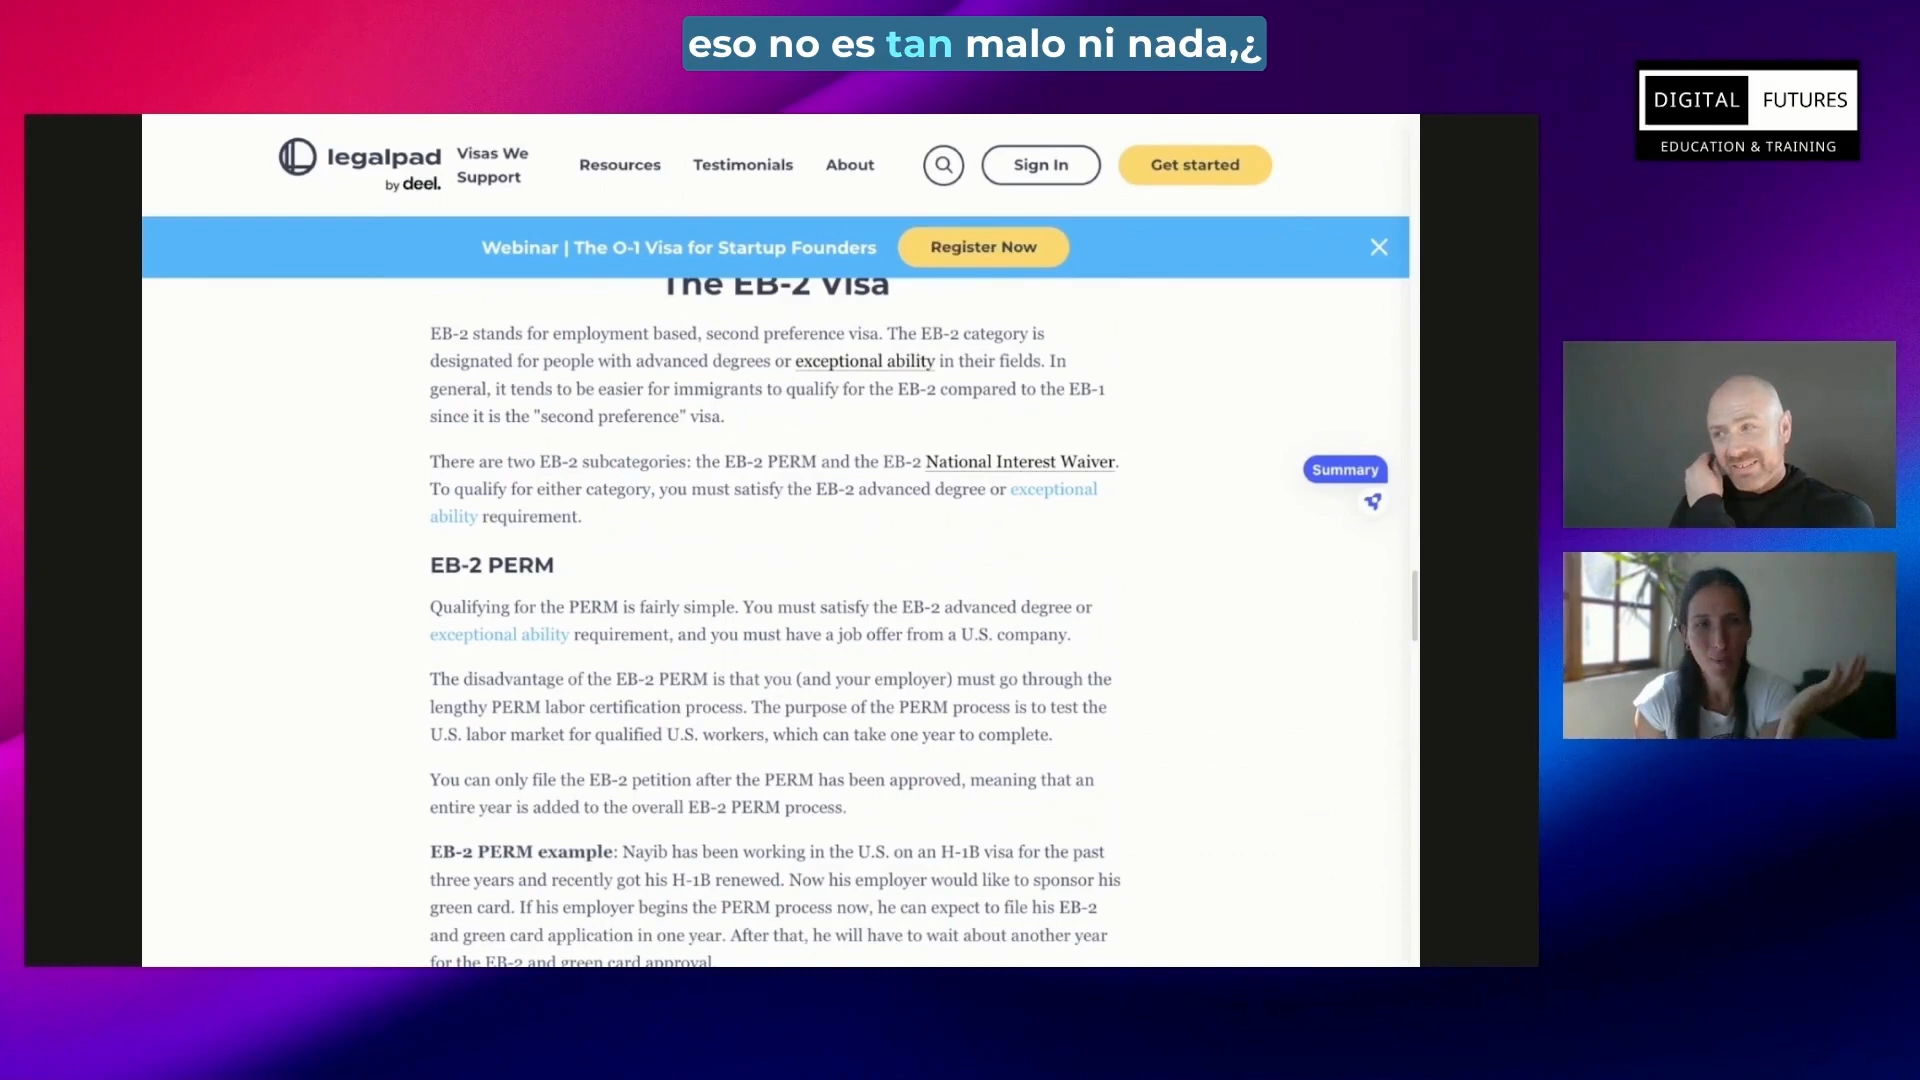 eso no es tan malo ni nada,¿
DIGITAL FUTURES
EDUCATION & TRAINING
legalpad
by deel.
Visas We
Support
Resources
Testimonials
About
Sign In
Get started
Webinar | The O-1 Visa for Startup Founders
Register Now
The EB-2 Visa
EB-2 stands for employment based, second preference visa. The EB-2 category is
designated for people with advanced degrees or exceptional ability in their fields. In
general, it tends to be easier for immigrants to qualify for the EB-2 compared to the EB-1
since it is the "second preference" visa.
There are two EB-2 subcategories: the EB-2 PERM and the EB-2 National Interest Waiver.
To qualify for either category, you must satisfy the EB-2 advanced degree or exceptional
ability requirement.
Summary
EB-2 PERM
Qualifying for the PERM is fairly simple. You must satisfy the EB-2 advanced degree or
exceptional ability requirement, and you must have a job offer from a U.S. company.
The disadvantage of the EB-2 PERM is that you (and your employer) must go through the
lengthy PERM labor certification process. The purpose of the PERM process is to test the
U.S. labor market for qualified U.S. workers, which can take one year to complete.
You can only file the EB-2 petition after the PERM has been approved, meaning that an
entire year is added to the overall EB-2 PERM process.
EB-2 PERM example: Nayib has been working in the U.S. on an H-1B visa for the past
three years and recently got his H-1B renewed. Now his employer would like to sponsor his
green card. If his employer begins the PERM process now, he can expect to file his EB-2
and green card application in one year. After that, he will have to wait about another year
for the EB-2 and green card approval